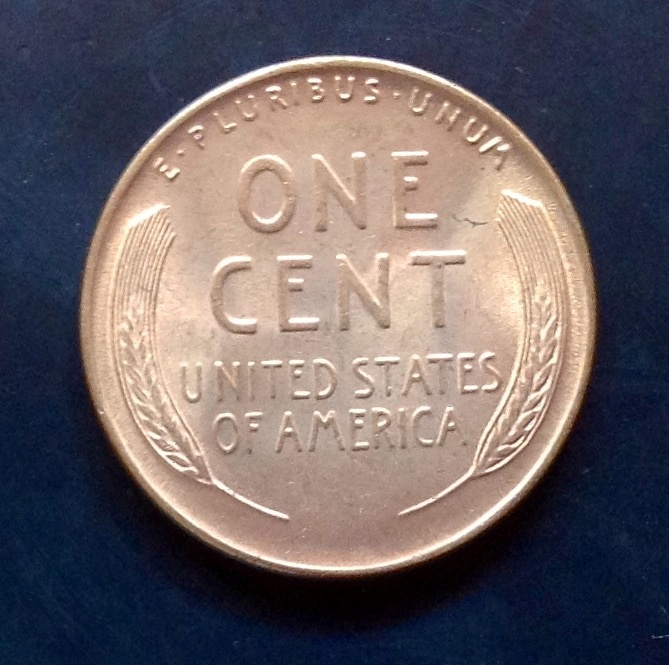 E·PLURIBUS·UNUM
ONE
CENT
UNITED STATES
OF AMERICA